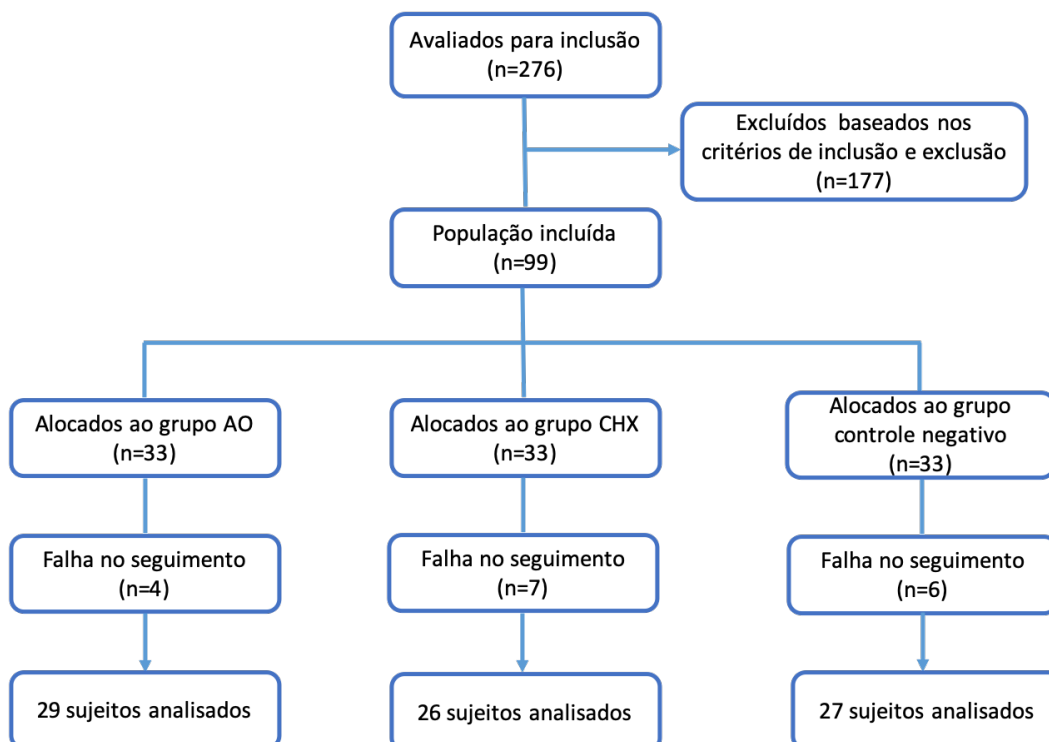 Avaliados para inclusão
(n=276)
Excluídos baseados nos
critérios de inclusão e exclusão
(n=177)
População incluída
(n=99)
Alocados ao grupo AO
(n=33)
Alocados ao grupo CHX
(n=33)
Alocados ao grupo
controle negativo
(n=33)
Falha no seguimento
(n=4)
Falha no seguimento
(n=7)
Falha no seguimento
(n=6)
29 sujeitos analisados
26 sujeitos analisados
27 sujeitos analisados